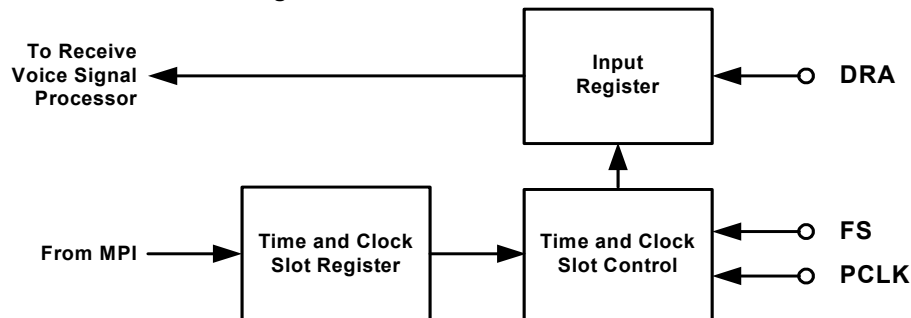 To Receive
Voice Signal
Processor
Input
Register
DRA
From MPI
Time and Clock
Slot Register
Time and Clock
Slot Control
FS
PCLK